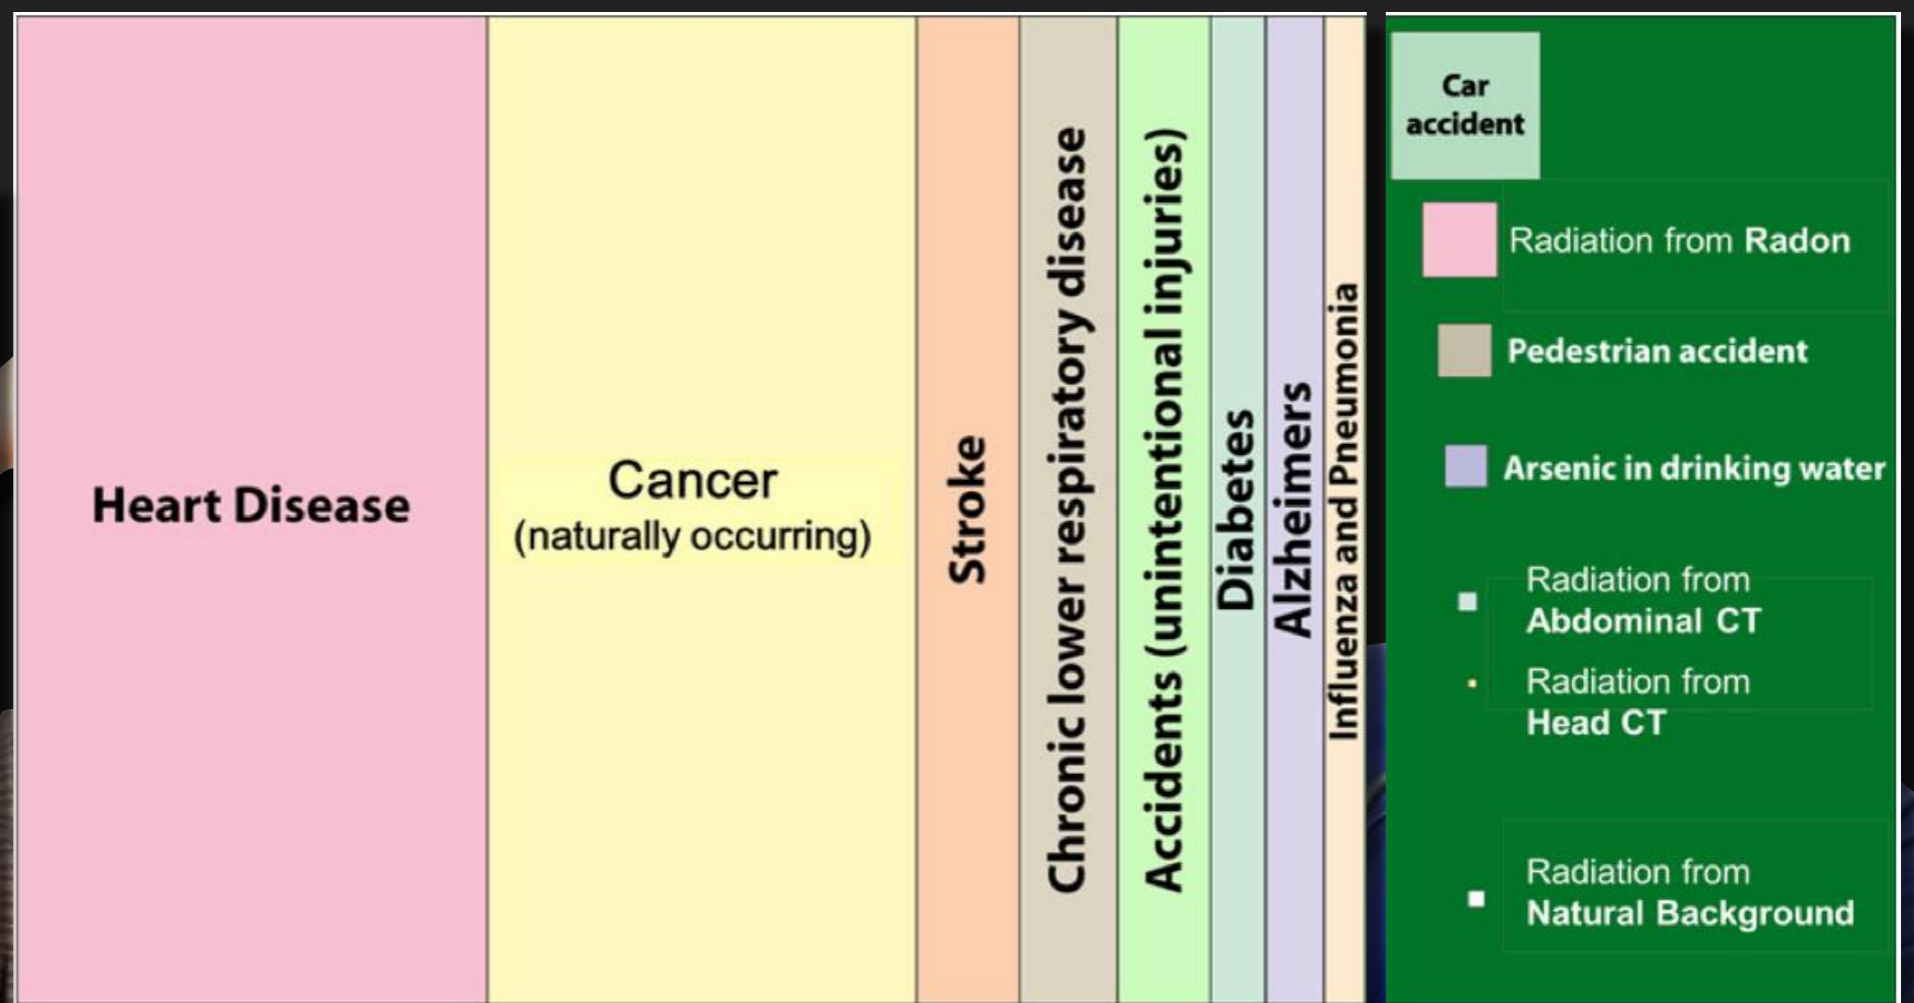 Heart Disease
Cancer
(naturally occurring)
Stroke
Chronic lower respiratory disease
Accidents (unintentional injuries)
Diabetes
Alzheimers
Influenza and Pneumonia
Car
accident
Radiation from Radon
Pedestrian accident
Arsenic in drinking water
Radiation from
Abdominal CT
Radiation from
Head CT
Radiation from
Natural Background